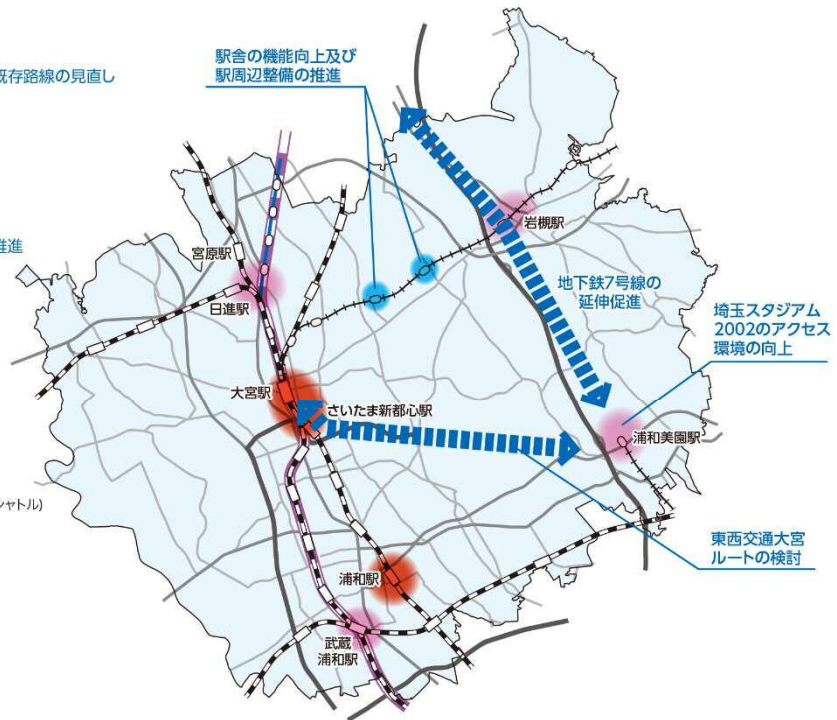 駅舎の機能向上及び
駅周辺整備の推進
既存路線の見直し
岩槻駅
宮原駅
推進
地下鉄7号線の
延伸促進
日進駅
埼玉スタジアム
2002のアクセス
環境の向上
大宮駅
さいたま新都心駅
浦和美園駅
シャトル)
東西交通大宮
ルートの検討
浦和駅
武蔵
浦和駅